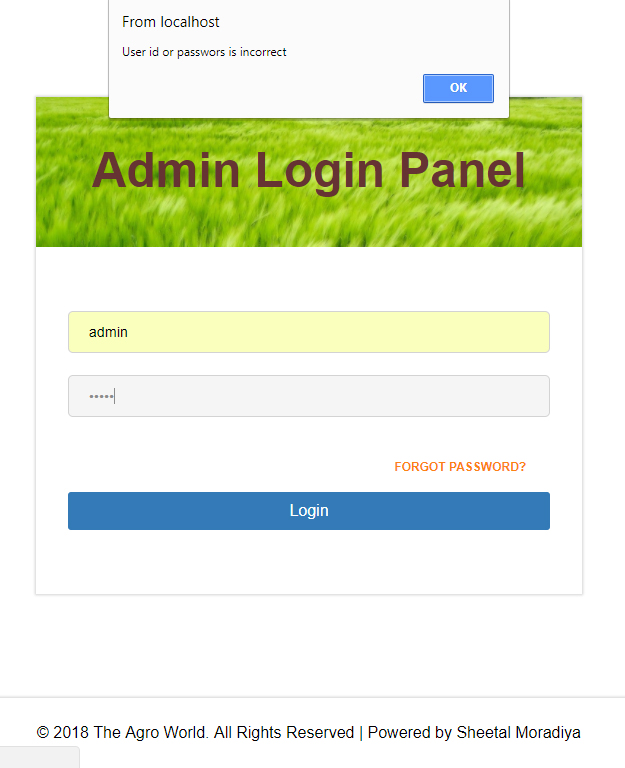 From localhost
User id or passwors is incorrect
OK
Admin Login Panel
admin
•••••
FORGOT PASSWORD?
Login
© 2018 The Agro World. All Rights Reserved | Powered by Sheetal Moradiya